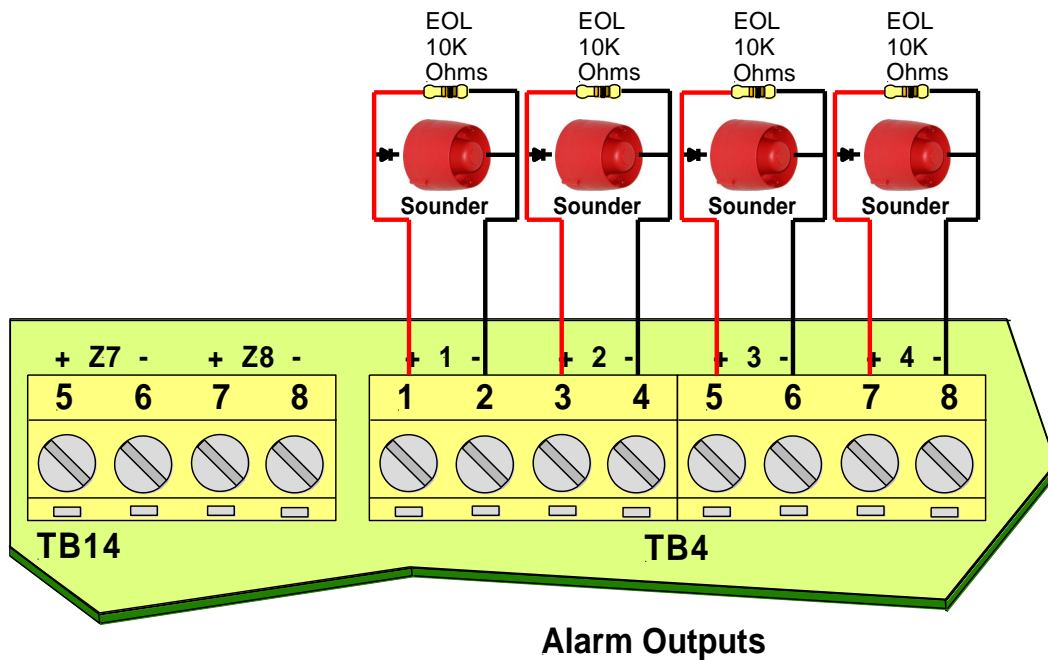 EOL
10K
Ohms
EOL
10K
Ohms
EOL
10K
Ohms
EOL
10K
Ohms
Sounder
Sounder
Sounder
Sounder
+ Z7 - + Z8 -
+ 1 - + 2 - + 3 - + 4 -
5 6 7 8
1 2 3 4 5 6 7 8
TB14
TB4
Alarm Outputs